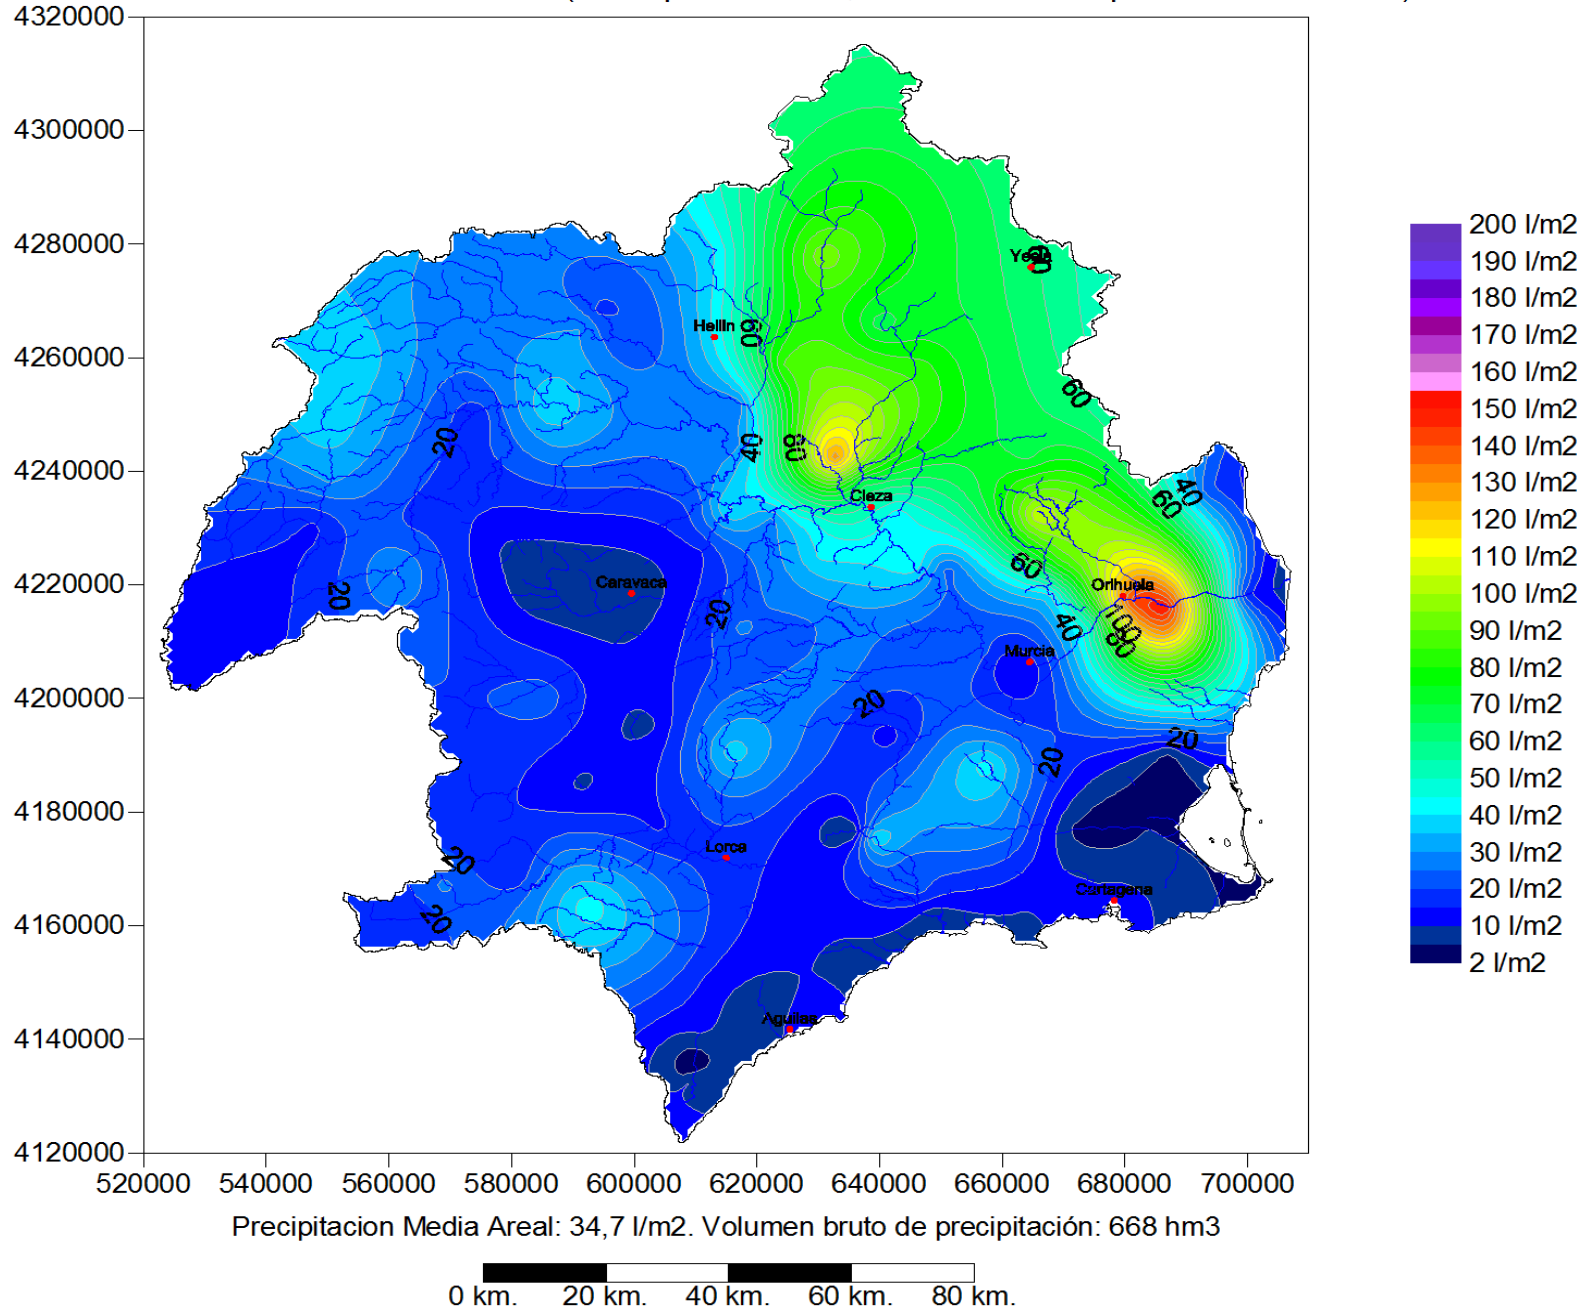 4320000
4300000
4280000
4260000
4240000
4220000
4200000
4180000
4160000
4140000
4120000
520000 540000 560000 580000 600000 620000 640000 660000 680000 700000
Yecla
60
Hellin
60
60
20
40
60
Cieza
60
40
60
Caravaca
20
20
Orihuela
100
80
40
Murcia
20
20
20
Lorca
20
20
Cartagena
Aguilas
200 l/m2
190 l/m2
180 l/m2
170 l/m2
160 l/m2
150 l/m2
140 l/m2
130 l/m2
120 l/m2
110 l/m2
100 l/m2
90 l/m2
80 l/m2
70 l/m2
60 l/m2
50 l/m2
40 l/m2
30 l/m2
20 l/m2
10 l/m2
2 l/m2
Precipitacion Media Areal: 34,7 l/m2. Volumen bruto de precipitación: 668 hm3
0 km. 20 km. 40 km. 60 km. 80 km.